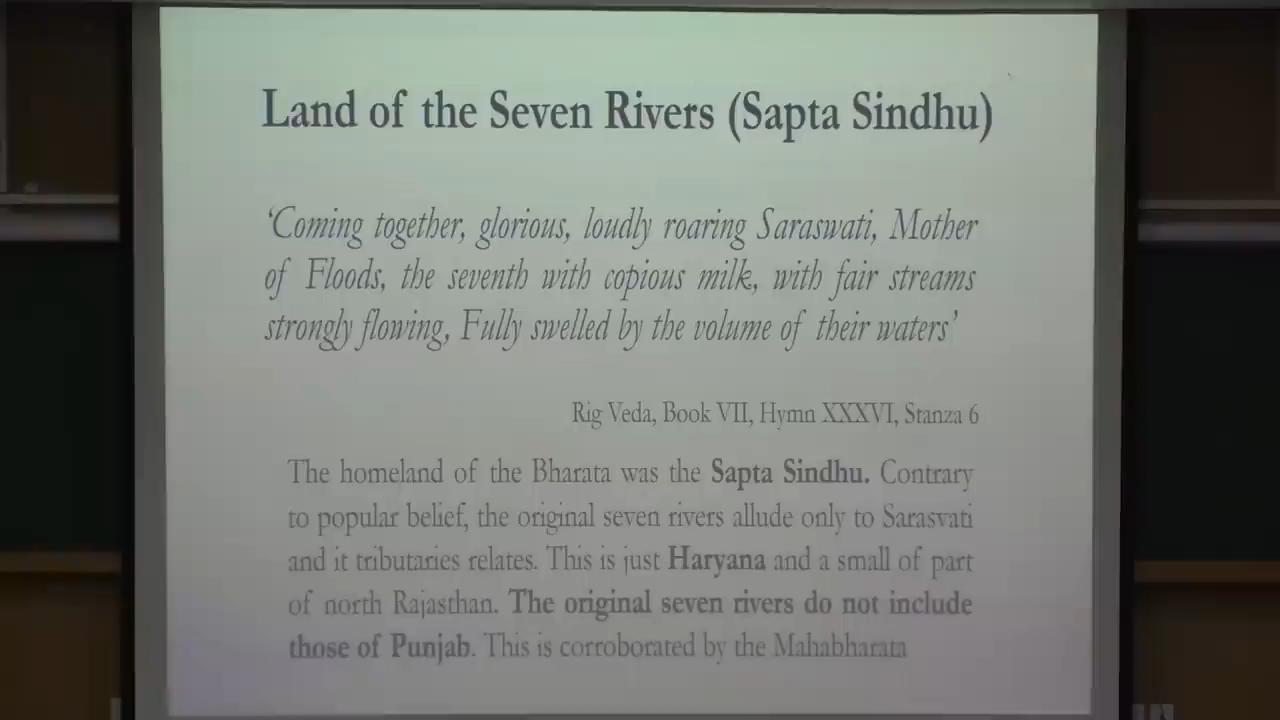 Land of the Seven Rivers (Sapta Sindhu)
‘Coming together, glorious, loudly roaring Saraswati, Mother
of Floods, the seventh with copious milk, with fair streams
strongly flowing, Fully swelled by the volume of their waters’
Rig Veda, Book VII, Hymn XXXVI, Stanza 6
The homeland of the Bharata was the Sapta Sindhu. Contrary
to popular belief, the original seven rivers allude only to Sarasvati
and it tributaries relates. This is just Haryana and a small of part
of north Rajasthan. The original seven rivers do not include
those of Punjab. This is corroborated by the Mahabharata